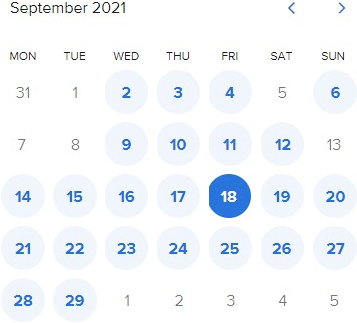 September 2021
MON TUE WED THU FRI SAT SUN
31 1 2 3 4 5 6
7 8 9 10 11 12 13
14 15 16 17 18 19 20
21 22 23 24 25 26 27
28 29 1 2 3 4 5